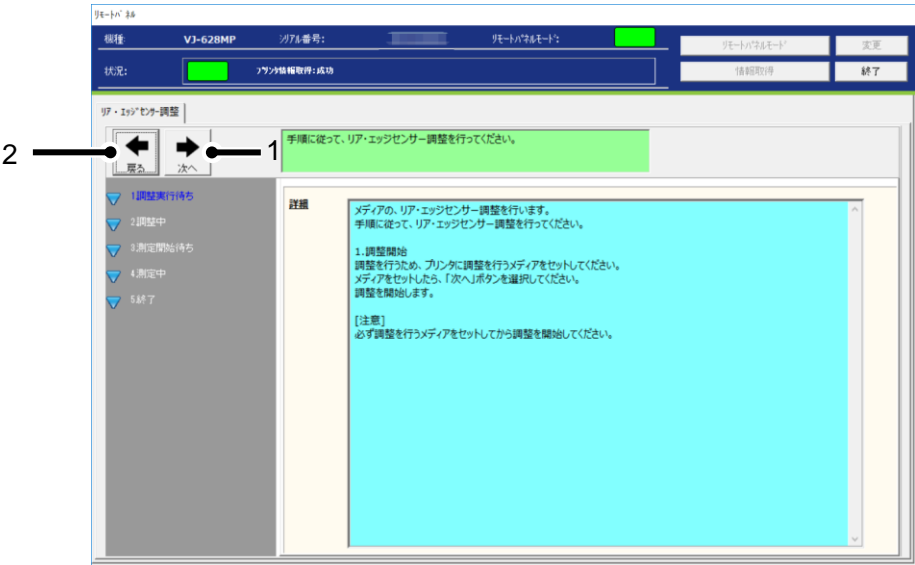 リモートパネル
機種: VJ-628MP シリアル番号: リモートパネルモード:
リモートパネルモード 変更
状況: プリンタ情報取得:成功
情報取得 終了
リア・エッジセンサー調整
2
1
戻る 次へ
手順に従って、リア・エッジセンサー調整を行ってください。
1.調整実行待ち
2.調整中
3.測定開始待ち
4.測定中
5.終了
詳細
メディアの、リア・エッジセンサー調整を行います。
手順に従って、リア・エッジセンサー調整を行ってください。
1.調整開始
調整を行うため、プリンタに調整を行うメディアをセットしてください。
メディアをセットしたら、「次へ」ボタンを選択してください。
調整を開始します。
[注意]
必ず調整を行うメディアをセットしてから調整を開始してください。